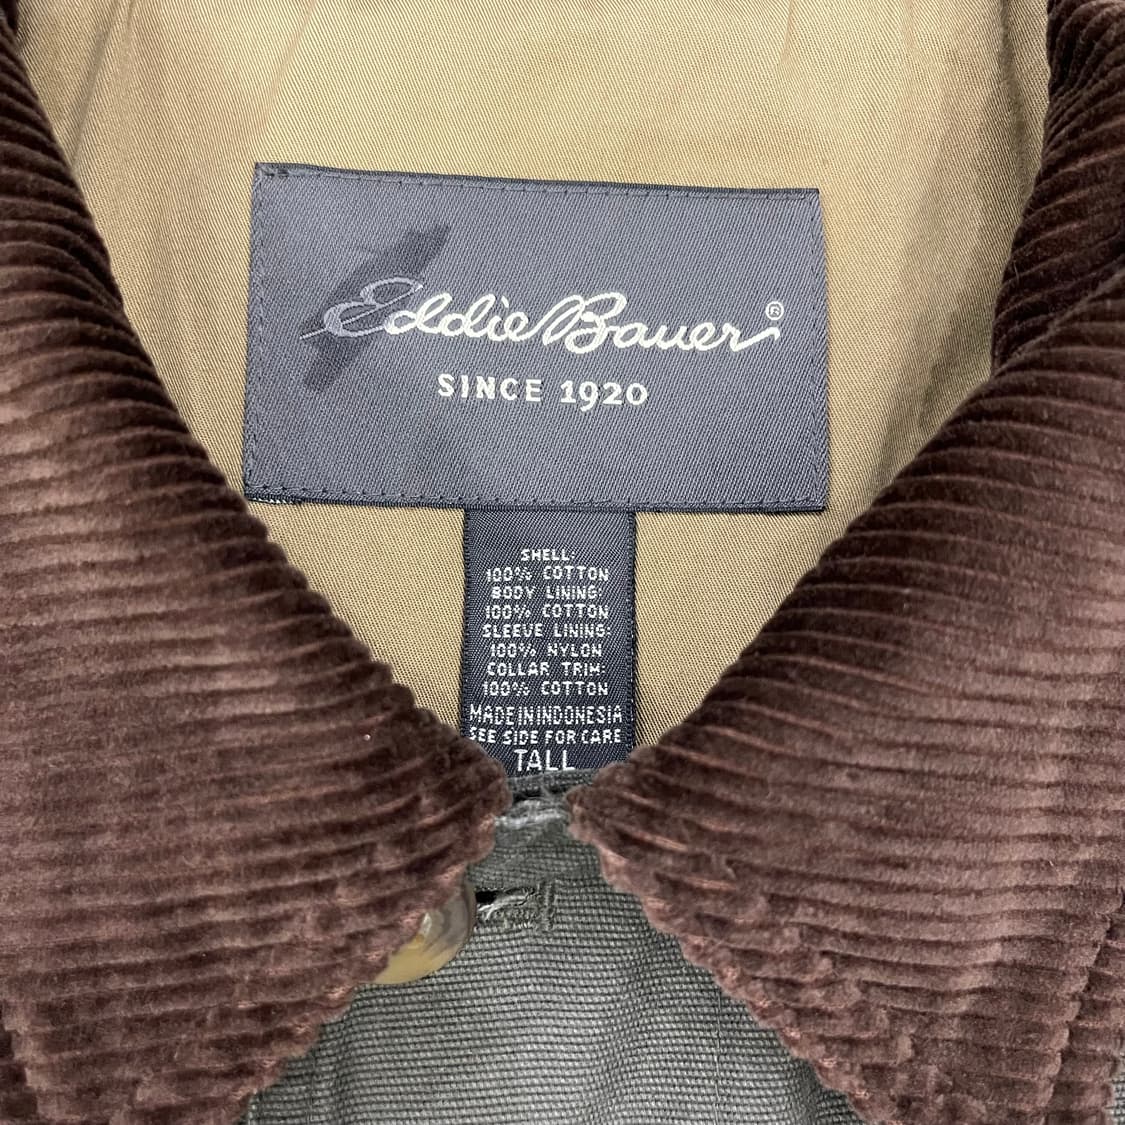 Eddie Bauer®
SINCE 1920
SHELL:
100% COTTON
BODY LINING:
100% COTTON
SLEEVE LINING:
100% NYLON
COLLAR TRIM:
100% COTTON
MADE IN INDONESIA
SEE SIDE FOR CARE
TALL